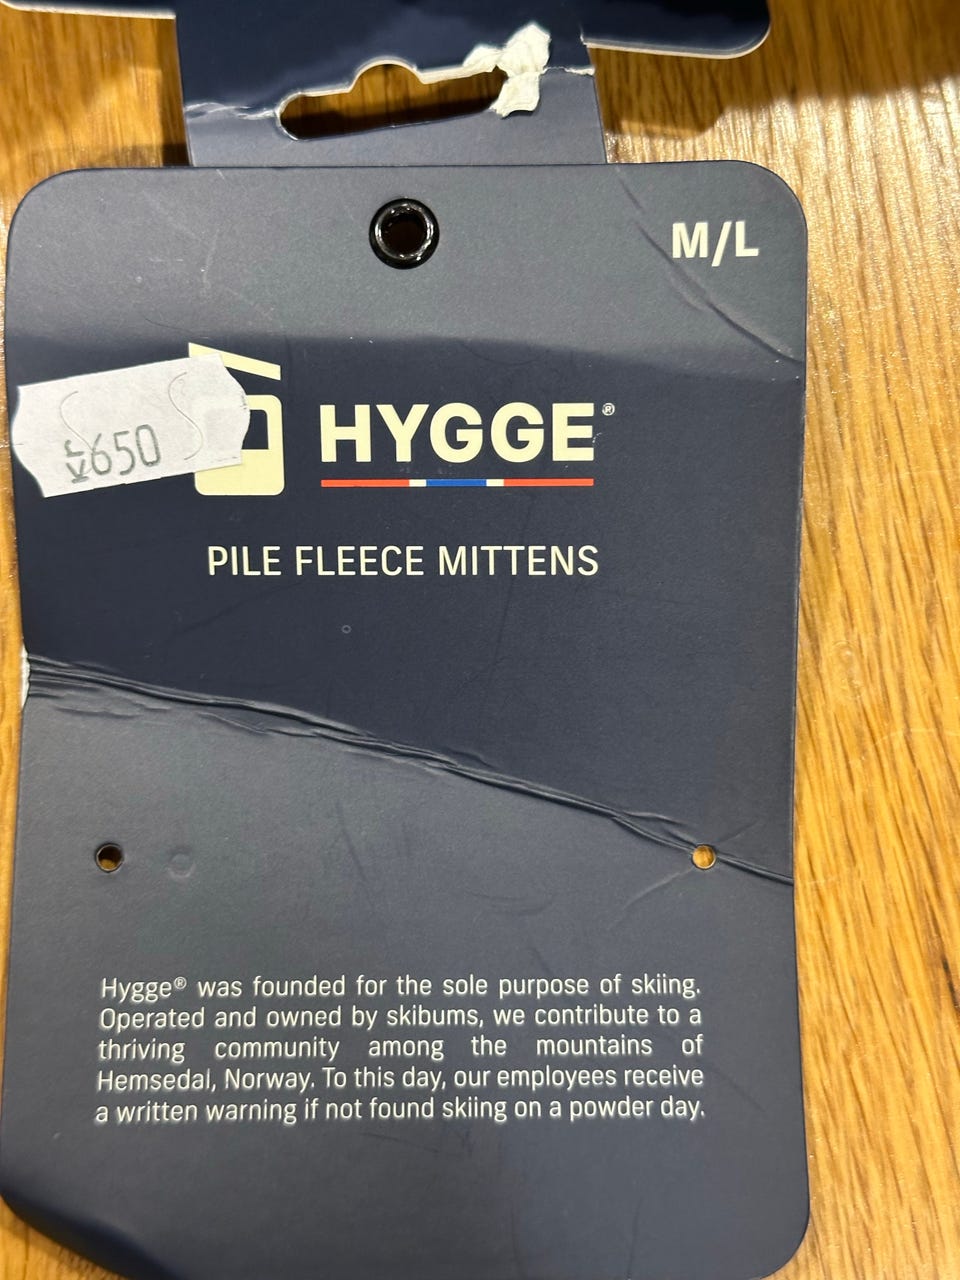 M/L
kr650
HYGGE®
PILE FLEECE MITTENS
Hygge® was founded for the sole purpose of skiing.
Operated and owned by skibums, we contribute to a
thriving community among the mountains of
Hemsedal, Norway. To this day, our employees receive
a written warning if not found skiing on a powder day.